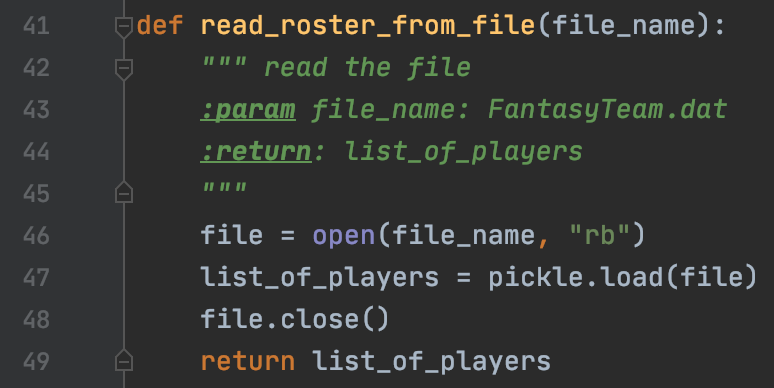 41 def read_roster_from_file(file_name):
42     """ read the file
43     :param file_name: FantasyTeam.dat
44     :return: list_of_players
45     """
46     file = open(file_name, "rb")
47     list_of_players = pickle.load(file)
48     file.close()
49     return list_of_players